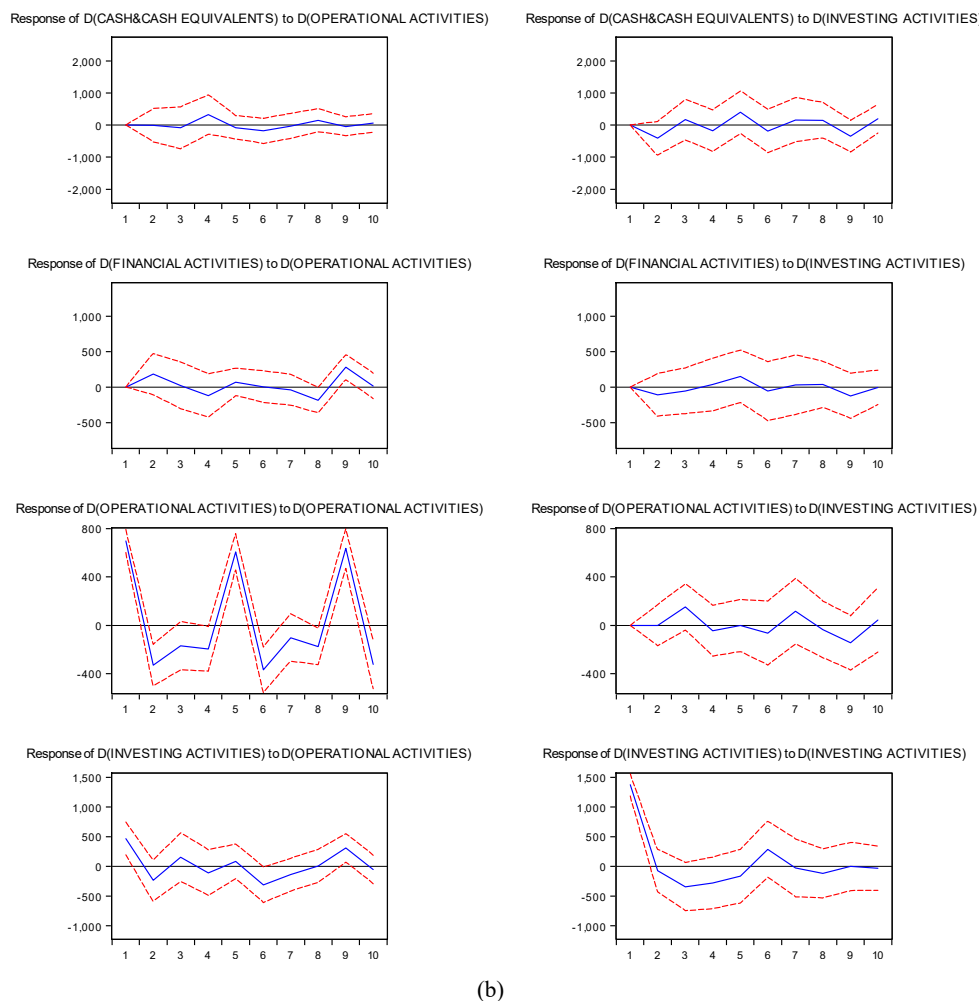 Response of D(CASH&CASH EQUIVALENTS) to D(OPERATIONAL ACTIVITIES)
2,000
1,000
0
-1,000
-2,000
1 2 3 4 5 6 7 8 9 10
Response of D(CASH&CASH EQUIVALENTS) to D(INVESTING ACTIVITIES)
2,000
1,000
0
-1,000
-2,000
1 2 3 4 5 6 7 8 9 10
Response of D(FINANCIAL ACTIVITIES) to D(OPERATIONAL ACTIVITIES)
1,000
500
0
-500
1 2 3 4 5 6 7 8 9 10
Response of D(FINANCIAL ACTIVITIES) to D(INVESTING ACTIVITIES)
1,000
500
0
-500
1 2 3 4 5 6 7 8 9 10
Response of D(OPERATIONAL ACTIVITIES) to D(OPERATIONAL ACTIVITIES)
800
400
0
-400
1 2 3 4 5 6 7 8 9 10
Response of D(OPERATIONAL ACTIVITIES) to D(INVESTING ACTIVITIES)
800
400
0
-400
1 2 3 4 5 6 7 8 9 10
Response of D(INVESTING ACTIVITIES) to D(OPERATIONAL ACTIVITIES)
1,500
1,000
500
0
-500
-1,000
1 2 3 4 5 6 7 8 9 10
Response of D(INVESTING ACTIVITIES) to D(INVESTING ACTIVITIES)
1,500
1,000
500
0
-500
-1,000
1 2 3 4 5 6 7 8 9 10
(b)